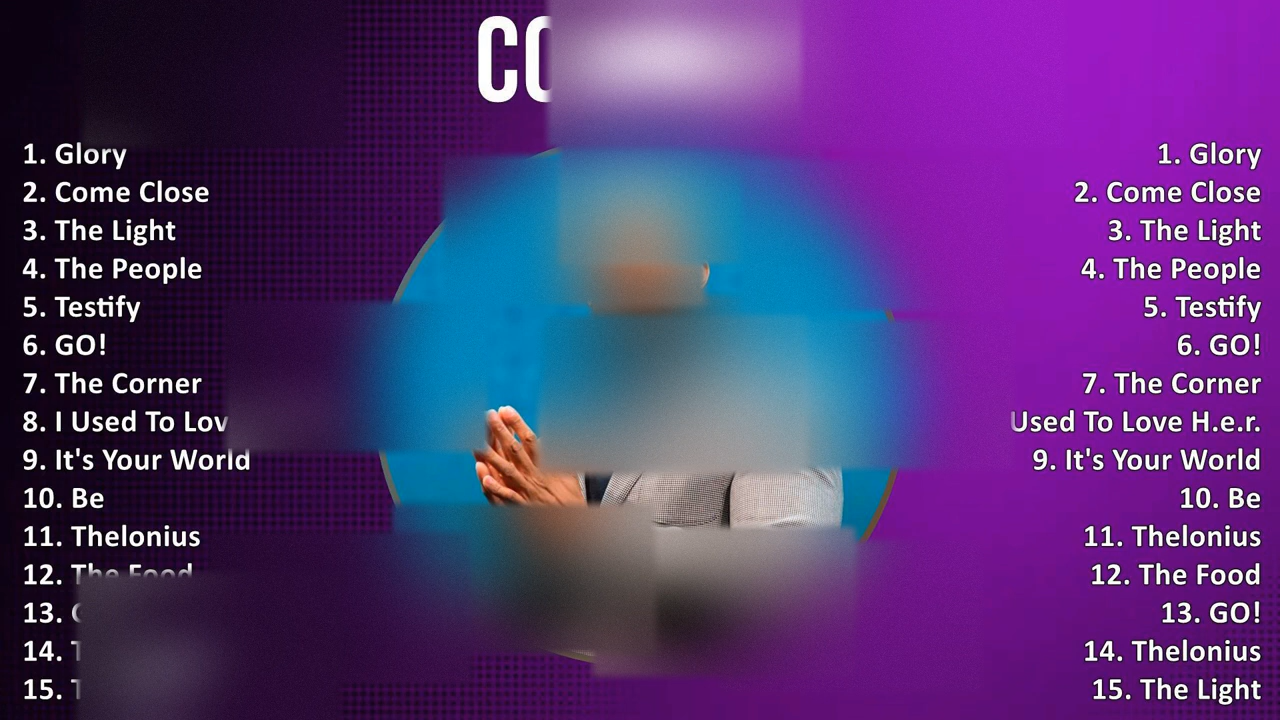 1. Glory
2. Come Close
3. The Light
4. The People
5. Testify
6. GO!
7. The Corner
8. I Used To
9. It's Your World
10. Be
11. Thelonius
12. The Food
13.
14.
15.
1. Glory
2. Come Close
3. The Light
4. The People
5. Testify
6. GO!
7. The Corner
Used To Love H.e.r.
9. It's Your World
10. Be
11. Thelonius
12. The Food
13. GO!
14. Thelonius
15. The Light